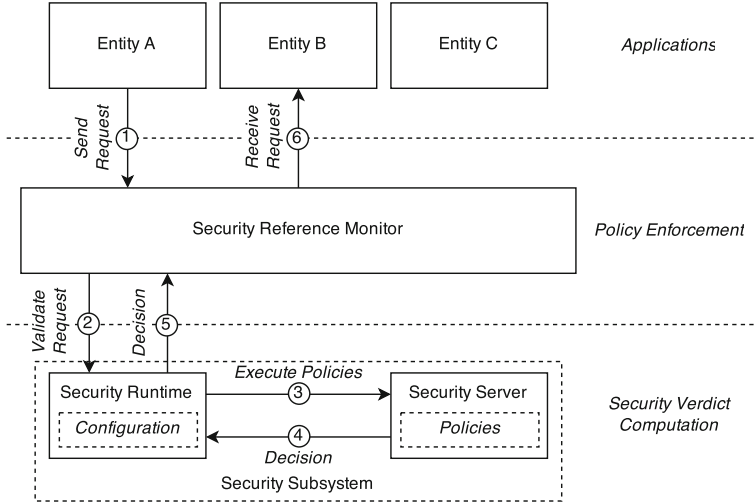 Entity A
Entity B
Entity C
Applications
Send
Request
1
Receive
Request
6
Security Reference Monitor
Policy Enforcement
Validate
Request
2
Decision
5
Execute Policies
3
Security Runtime
Configuration
Security Server
Policies
4
Decision
Security Subsystem
Security Verdict
Computation